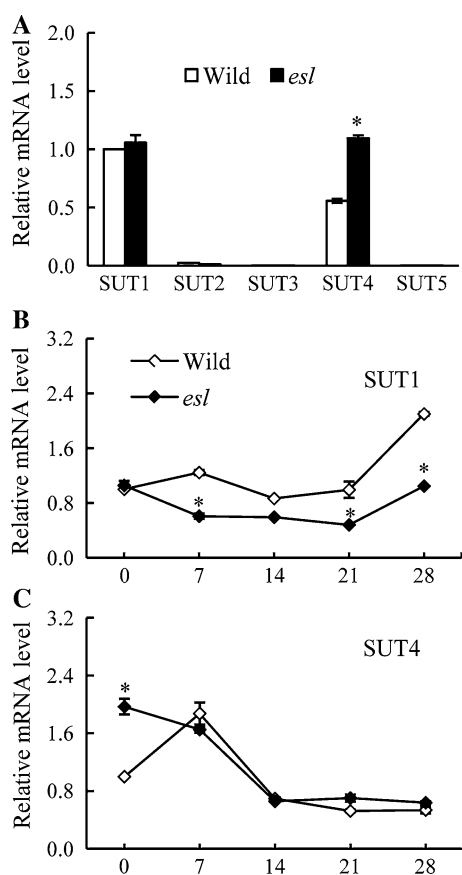 A
Relative mRNA level
2.0
1.5
1.0
0.5
0.0
Wild esl
*
SUT1 SUT2 SUT3 SUT4 SUT5
B
Relative mRNA level
3.2
2.4
1.6
0.8
0.0
Wild
esl
SUT1
* * *
0 7 14 21 28
C
Relative mRNA level
3.2
2.4
1.6
0.8
0.0
SUT4
*
0 7 14 21 28